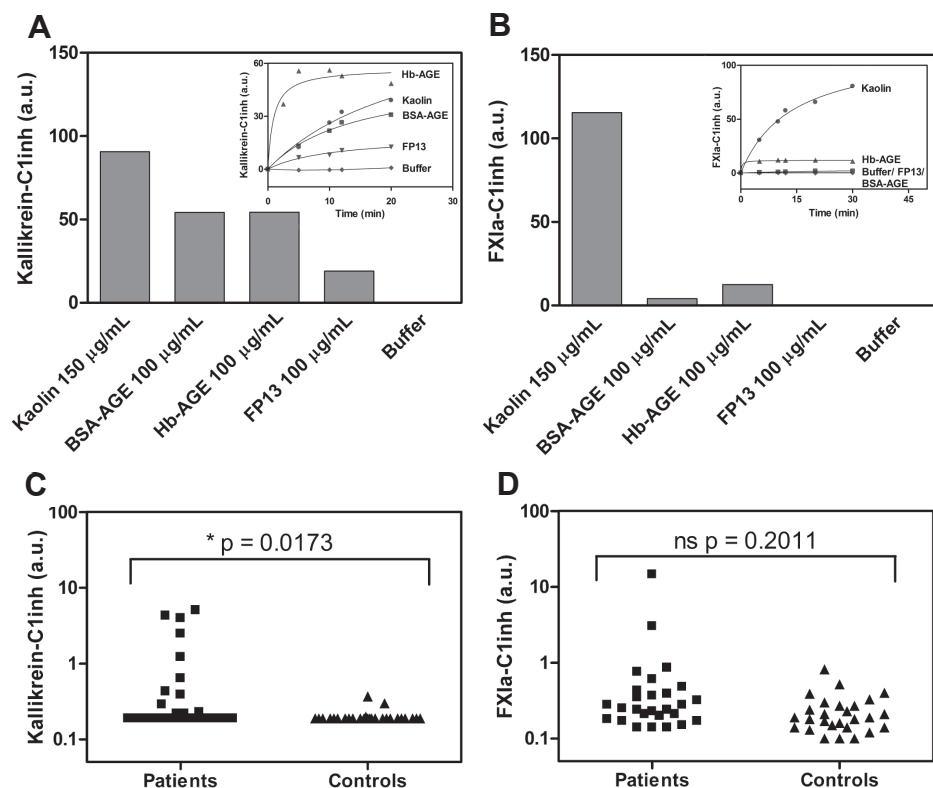 A
Kallikrein-C1inh (a.u.)
150
100
50
0
Kaolin 150 μg/mL
BSA-AGE 100 μg/mL
Hb-AGE 100 μg/mL
FP13 100 μg/mL
Buffer
Kallikrein-C1inh (a.u.)
60
30
0
0
10
20
30
Time (min)
Hb-AGE
Kaolin
BSA-AGE
FP13
Buffer
B
FXIa-C1inh (a.u.)
150
100
50
0
Kaolin 150 μg/mL
BSA-AGE 100 μg/mL
Hb-AGE 100 μg/mL
FP13 100 μg/mL
Buffer
FXIa-C1inh (a.u.)
100
50
0
0
15
30
45
Time (min)
Kaolin
Hb-AGE
Buffer/ FP13/
BSA-AGE
C
Kallikrein-C1inh (a.u.)
100
10
1
0.1
* p = 0.0173
Patients
Controls
D
FXIa-C1inh (a.u.)
100
10
1
0.1
ns p = 0.2011
Patients
Controls